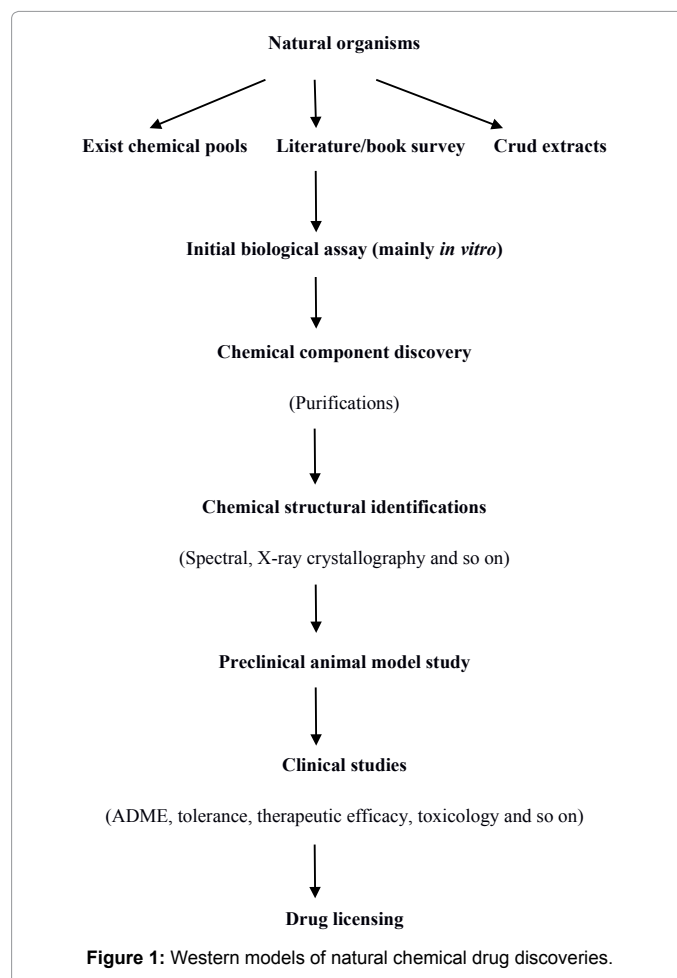 Natural organisms
Exist chemical pools Literature/book survey Crud extracts
Initial biological assay (mainly in vitro)
Chemical component discovery
(Purifications)
Chemical structural identifications
(Spectral, X-ray crystallography and so on)
Preclinical animal model study
Clinical studies
(ADME, tolerance, therapeutic efficacy, toxicology and so on)
Drug licensing
Figure 1: Western models of natural chemical drug discoveries.